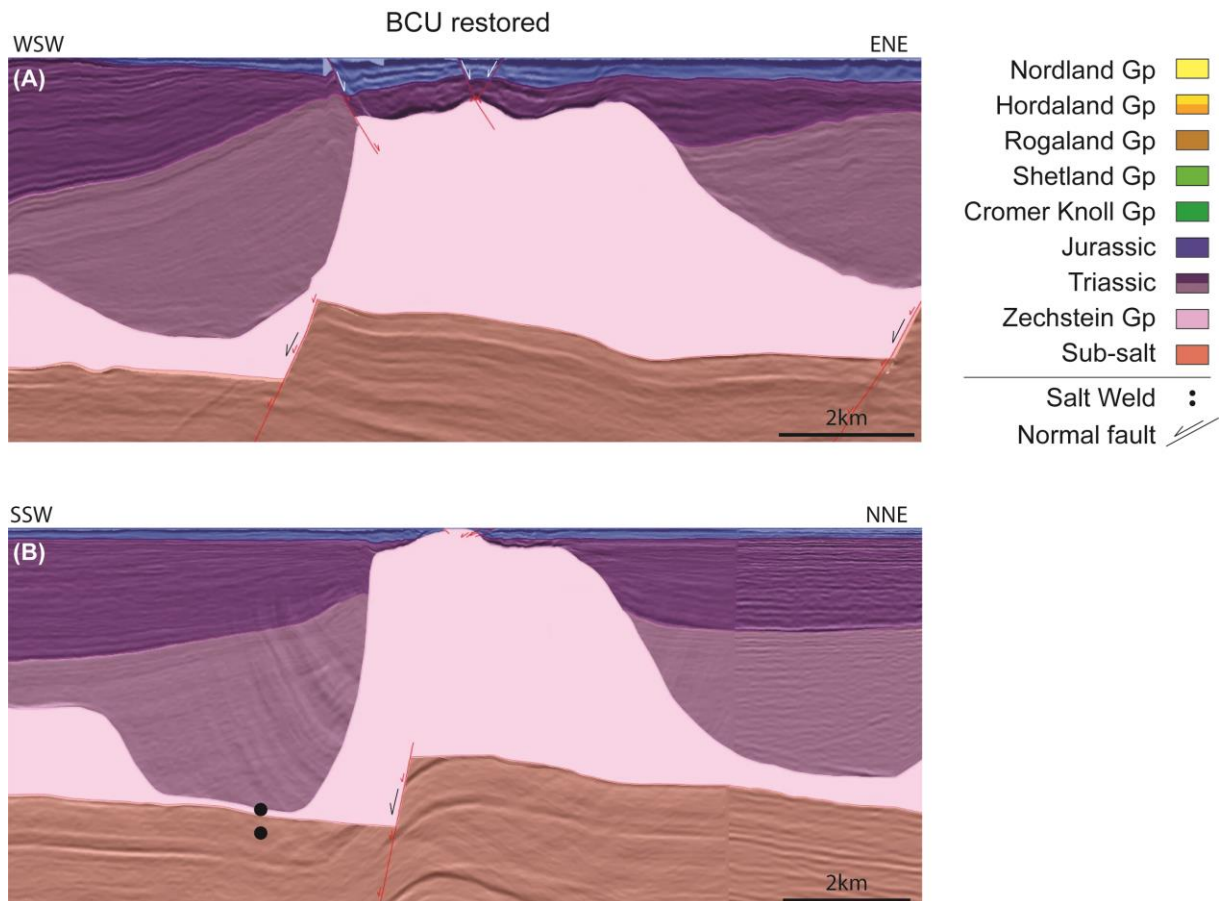 BCU restored
WSW
ENE
(A)
2km
Nordland Gp
Hordaland Gp
Rogaland Gp
Shetland Gp
Cromer Knoll Gp
Jurassic
Triassic
Zechstein Gp
Sub-salt
Salt Weld
Normal fault
SSW
NNE
(B)
2km